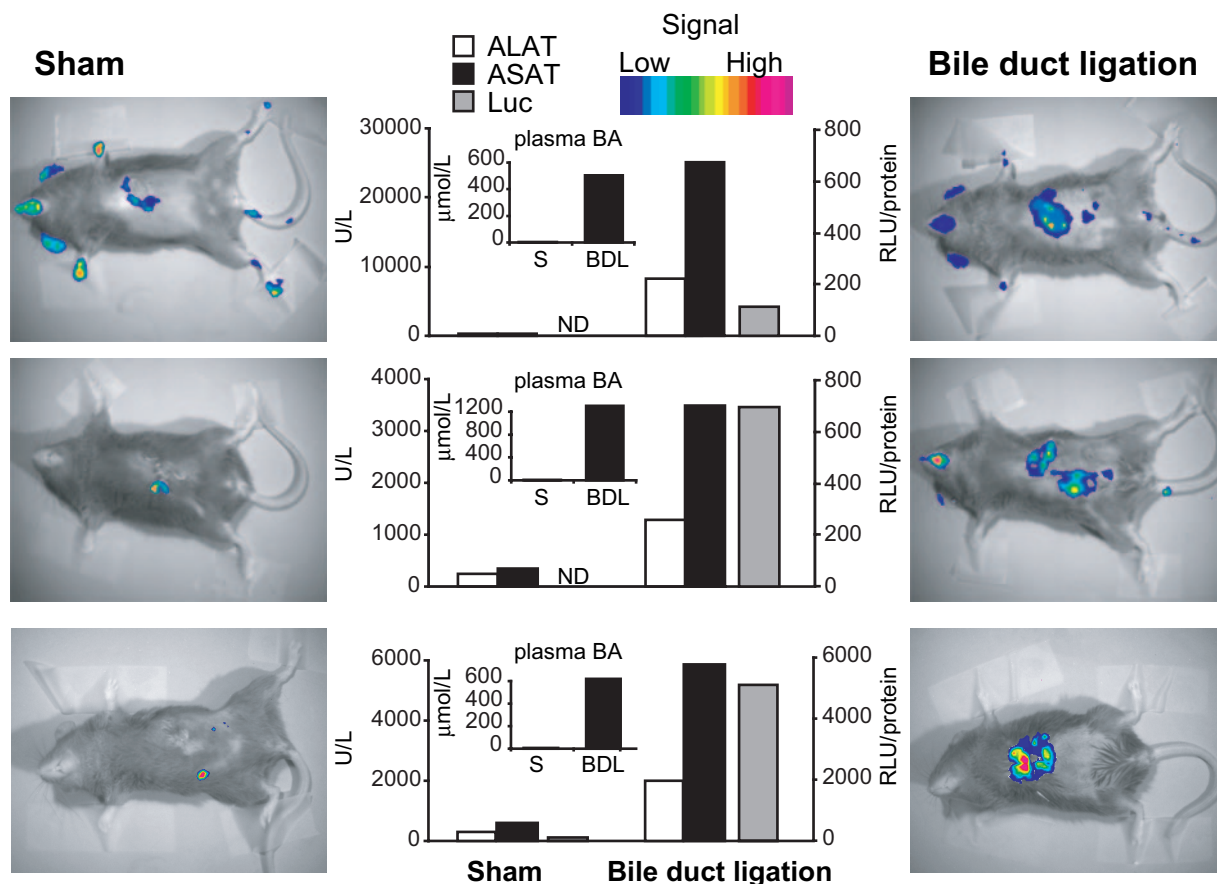 Sham
ALAT
ASAT
Luc
Signal
Low High
Bile duct ligation
30000
20000
10000
0
U/L
plasma BA
µmol/L
600
400
200
0
S BDL
ND
800
600
400
200
0
RLU/protein
4000
3000
2000
1000
0
U/L
plasma BA
µmol/L
1200
800
400
0
S BDL
ND
800
600
400
200
0
RLU/protein
6000
4000
2000
0
U/L
plasma BA
µmol/L
600
400
200
0
S BDL
6000
4000
2000
0
RLU/protein
Sham Bile duct ligation